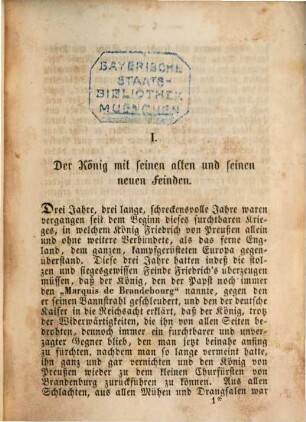 BAYERISCHE
STAATS-
BIBLIOTHEK
MUENCHEN
I.
Der König mit seinen alten und seinen
neuen Feinden.
Drei Jahre, drei lange, schreckensvolle Jahre waren
vergangen seit dem Beginn dieses furchtbaren Krie-
ges, in welchem König Friedrich von Preußen allein
und ohne weitere Verbündete, als das ferne Eng-
land, dem ganzen, kampfgerüsteten Europa gegen-
überstand. Diese drei Jahre hatten indeß die stol-
zen und siegesgewissen Feinde Friedrich's überzeugen
müssen, daß der König, den der Papst noch immer
den „Marquis de Brandebourg" nannte, gegen den
er seinen Bannstrahl geschleudert, und den der deutsche
Kaiser in die Reichsacht erklärt, daß der König, trotz
der Widerwärtigkeiten, die ihn von allen Seiten be-
drohten, dennoch immer ein furchtbarer und unver-
zagter Gegner blieb, den man jetzt beinahe anfing
zu fürchten, nachdem man so lange vermeint hatte,
ihn ganz und gar vernichten und den König von
Preußen wieder zu dem kleinen Churfürsten von
Brandenburg zurückführen zu können. Aus allen
Schlachten, aus allen Mühen und Drangsalen war
1*